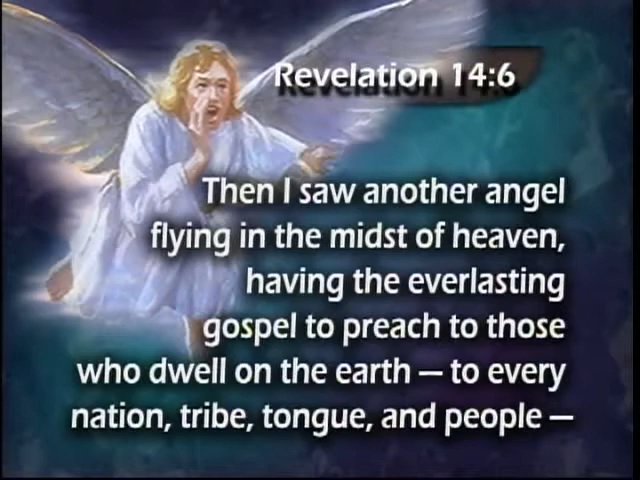 Revelation 14:6
Then I saw another angel
flying in the midst of heaven,
having the everlasting
gospel to preach to those
who dwell on the earth — to every
nation, tribe, tongue, and people —